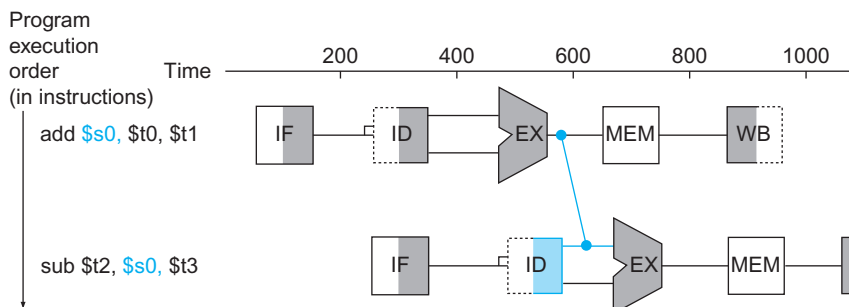 Program
execution
order
(in instructions)
Time
200 400 600 800 1000
add $s0, $t0, $t1
IF ID EX MEM WB
sub $t2, $s0, $t3
IF ID EX MEM